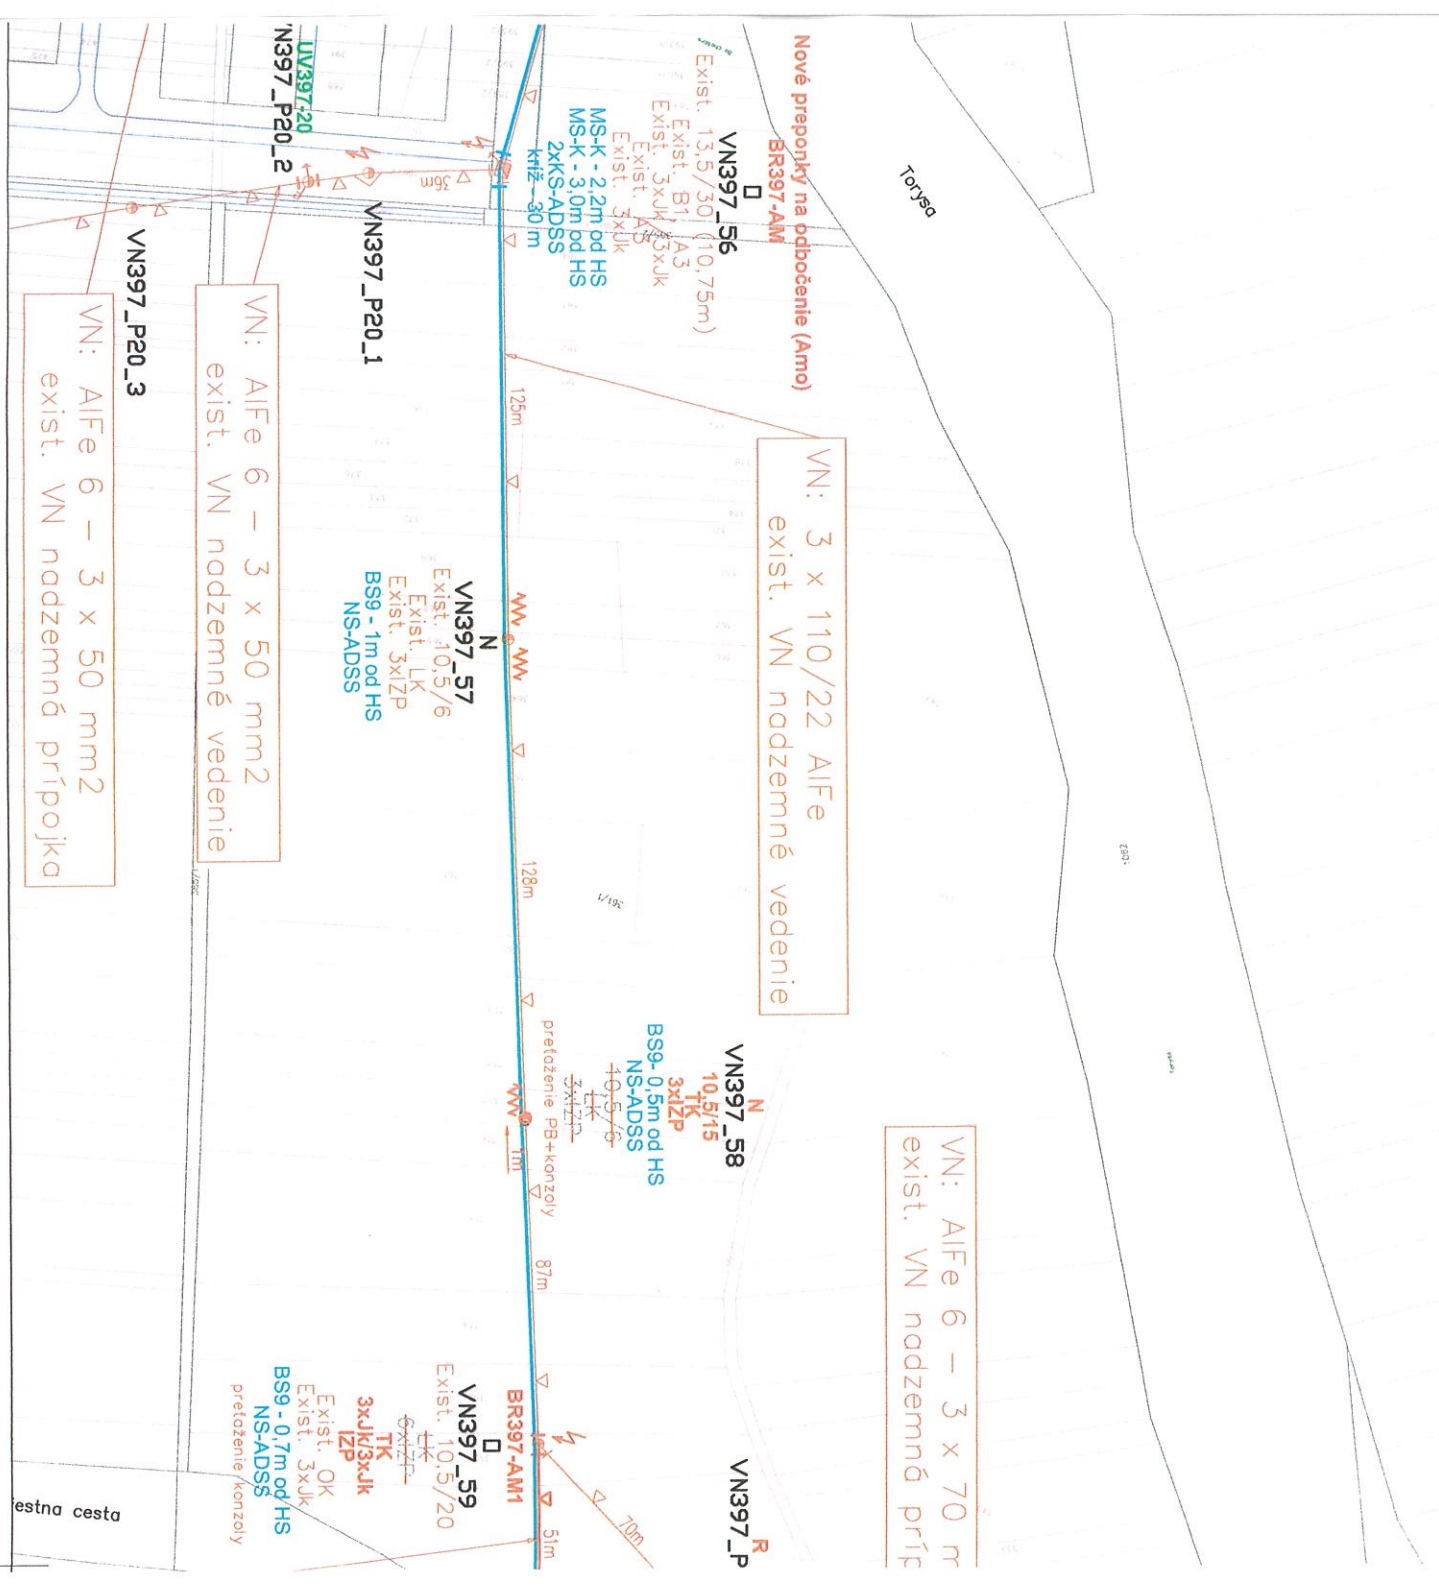 Nové preponky na odbočenie (Arno)
BR397-AM
VN397_56
Exist. 13,5/30 (10,75m)
Exist. B1, A3
Exist. 3xJk/3xJk
Exist. A3
Exist. 3xJk
MS-K - 2,2m od HS
MS-K - 3,0m od HS
2xKS-ADSS
kríž - 30 m
Torysa
UV397-20
N397_P20_2
36m
VN397_P20_1
VN397_P20_3
VN: 3 x 110/22 AlFe
exist. VN nadzemné vedenie
VN: AlFe 6 – 3 x 50 mm2
exist. VN nadzemné vedenie
VN: AlFe 6 – 3 x 50 mm2
exist. VN nadzemná prípojka
125m
N
VN397_57
Exist. 10,5/6
Exist. LK
Exist. 3xIZP
BS9 - 1m od HS
NS-ADSS
128m
361/1
1082
N
VN397_58
10,5/15
TK
3xIZP
BS9- 0,5m od HS
NS-ADSS
10,5/6
LK
3xIZP
preťaženie PB+konzoly
1m
87m
VN: AlFe 6 – 3 x 70 m
exist. VN nadzemná príp
R
VN397_P
70m
51m
BR397-AM1
VN397_59
Exist. 10,5/20
LK
6xIZP
TK
3xJk/3xJk
IZP
Exist. OK
Exist. 3xJk
BS9 - 0,7m od HS
NS-ADSS
preťaženie konzoly
estna cesta